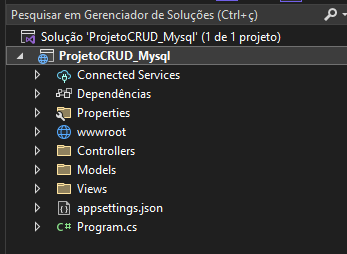 Pesquisar em Gerenciador de Soluções (Ctrl+ç)
Solução 'ProjetoCRUD_Mysql' (1 de 1 projeto)
ProjetoCRUD_Mysql
Connected Services
Dependências
Properties
wwwroot
Controllers
Models
Views
appsettings.json
C# Program.cs